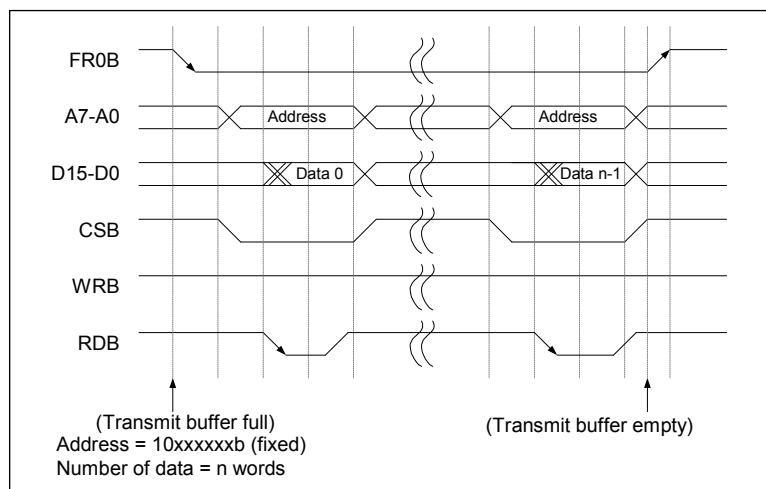 FR0B
A7-A0 Address Address
D15-D0 Data 0 Data n-1
CSB
WRB
RDB
(Transmit buffer full) (Transmit buffer empty)
Address = 10xxxxxxb (fixed)
Number of data = n words